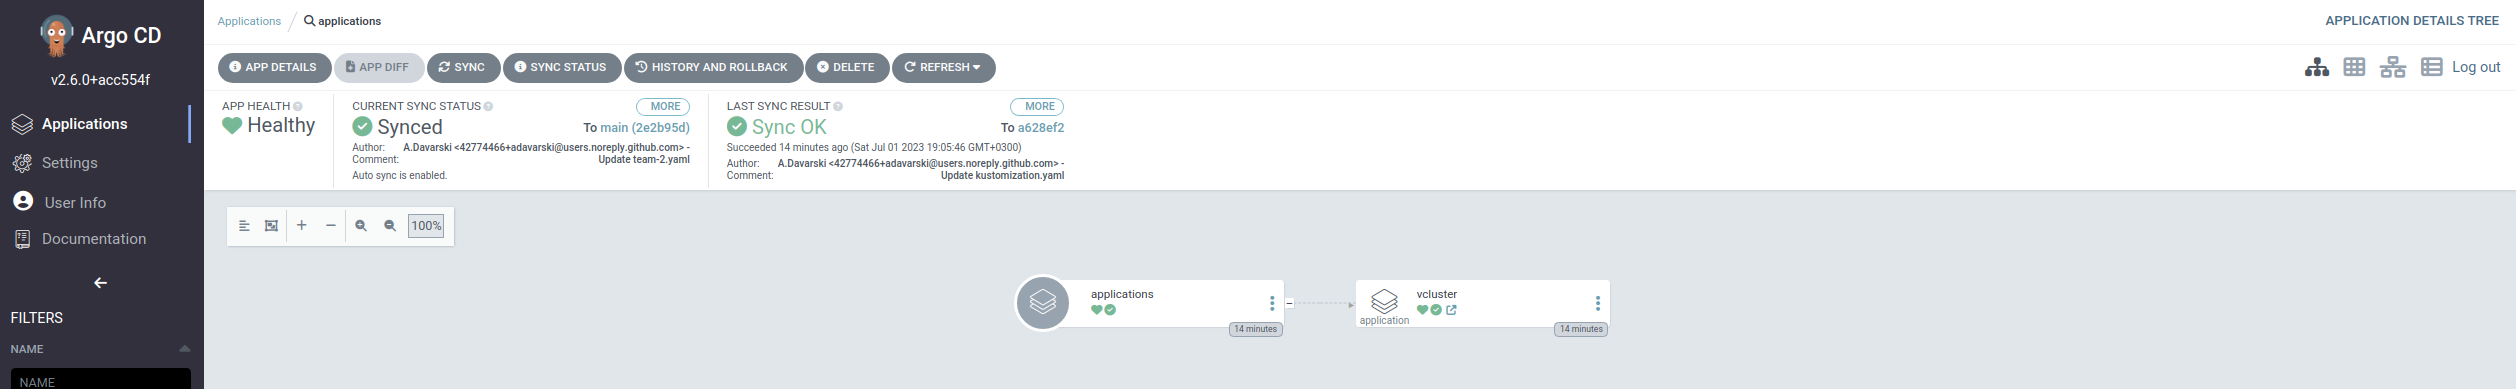 Argo CD
v2.6.0+acc554f
Applications
Settings
User Info
Documentation
FILTERS
NAME
NAME
Applications / applications
APPLICATION DETAILS TREE
APP DETAILS APP DIFF SYNC SYNC STATUS HISTORY AND ROLLBACK DELETE REFRESH
Log out
APP HEALTH
Healthy
CURRENT SYNC STATUS MORE
Synced To main (2e2b95d)
Author: A.Davarski <42774466+adavarski@users.noreply.github.com> -
Comment: Update team-2.yaml
Auto sync is enabled.
LAST SYNC RESULT MORE
Sync OK To a628ef2
Succeeded 14 minutes ago (Sat Jul 01 2023 19:05:46 GMT+0300)
Author: A.Davarski <42774466+adavarski@users.noreply.github.com> -
Comment: Update kustomization.yaml
100%
applications
14 minutes
vcluster
application
14 minutes